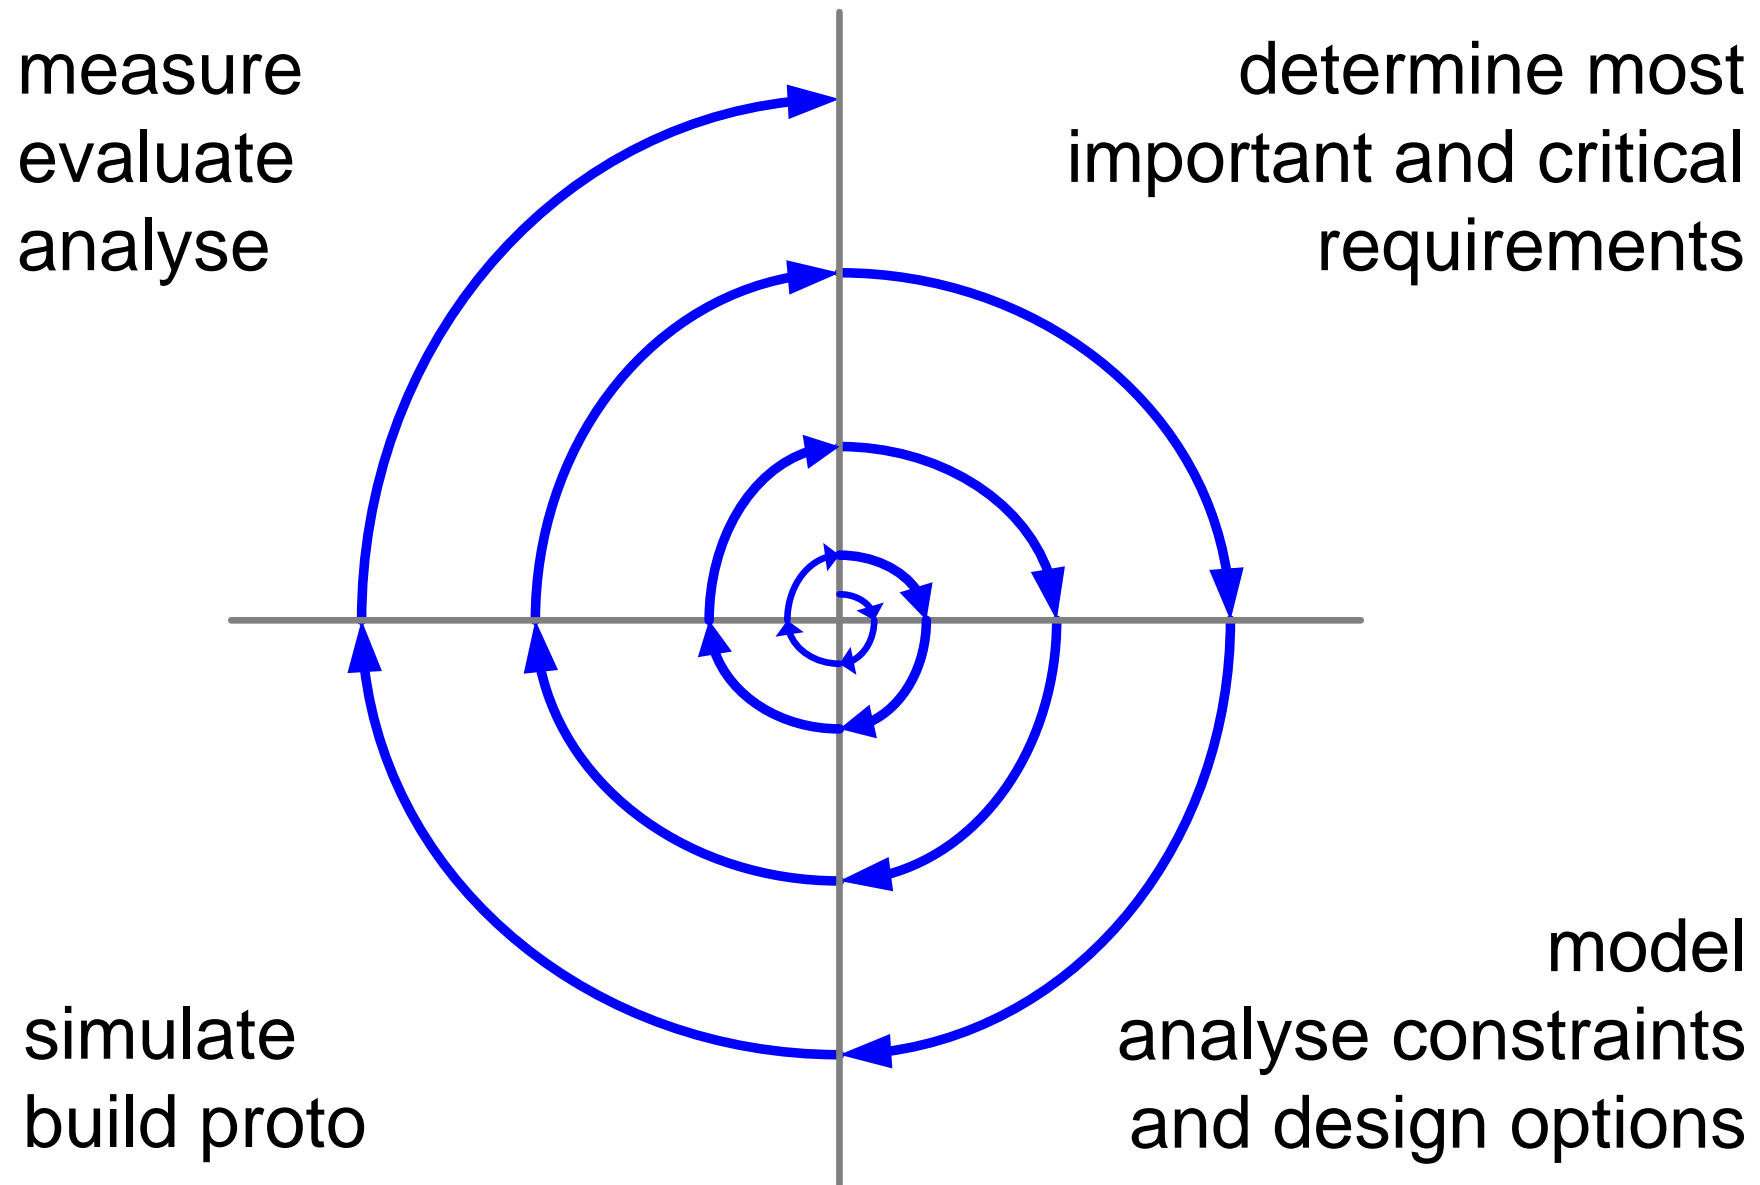 measure
evaluate
analyse
determine most
important and critical
requirements
simulate
build proto
model
analyse constraints
and design options